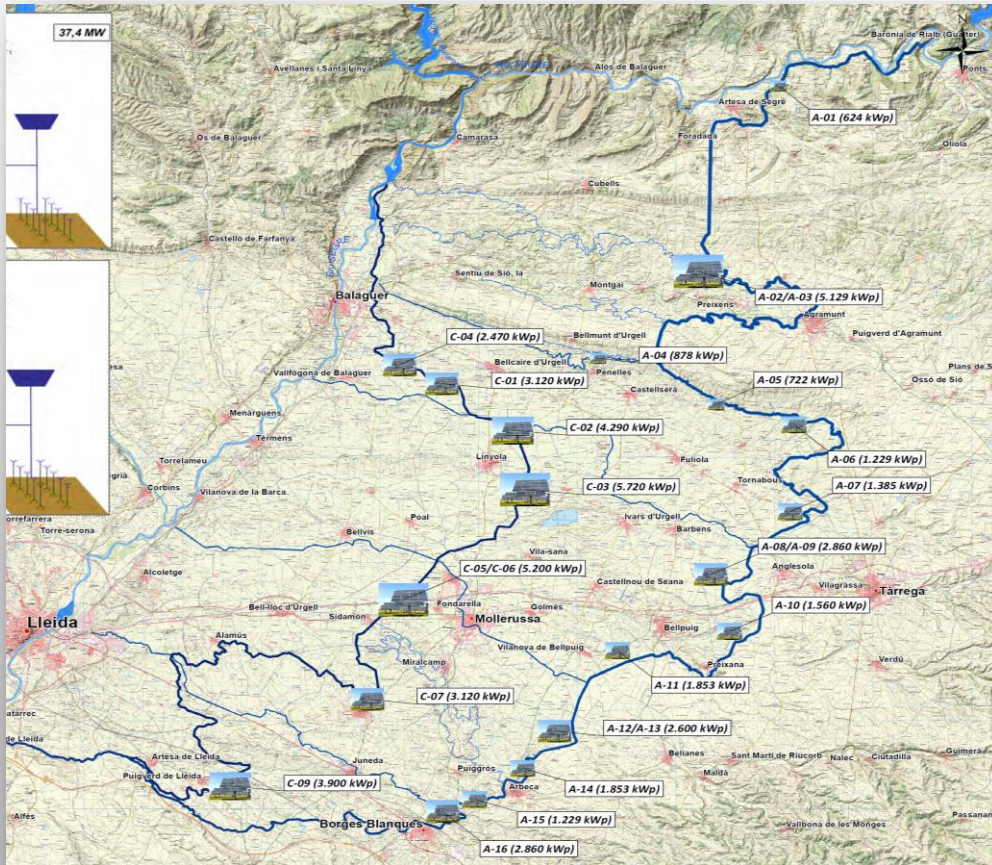 37,4 MW
Baronia de Rialb (Gualter)
Ponts
Avellanes i Santa Linya
Alòs de Balaguer
Artesa de Segre
A-01 (624 kWp)
Os de Balaguer
Camarasa
Foradada
Oliola
Cubells
Castelló de Farfanya
Sentiu de Sió, la
Montgai
Balaguer
Preixens
A-02/A-03 (5.129 kWp)
Agramunt
Puigverd d'Agramunt
C-04 (2.470 kWp)
Bellmunt d'Urgell
A-04 (878 kWp)
Bellcaire d'Urgell
Penelles
Vallfogona de Balaguer
C-01 (3.120 kWp)
A-05 (722 kWp)
Ossó de Sió
Castellserà
Menàrguens
C-02 (4.290 kWp)
Térmens
Linyola
Fuliola
A-06 (1.229 kWp)
Torrelameu
C-03 (5.720 kWp)
Tornabous
Corbins
Vilanova de la Barca
A-07 (1.385 kWp)
Torre-serona
Poal
Ivars d'Urgell
Bellvís
Barbens
Vila-sana
A-08/A-09 (2.860 kWp)
Alcoletge
C-05/C-06 (5.200 kWp)
Castellnou de Seana
Anglesola
Vilagrassa
Tàrrega
Bell-lloc d'Urgell
Fondarella
Golmés
A-10 (1.560 kWp)
Lleida
Sidamon
Mollerussa
Bellpuig
Alamús
Miralcamp
Vilanova de Bellpuig
Preixana
Verdú
A-11 (1.853 kWp)
C-07 (3.120 kWp)
A-12/A-13 (2.600 kWp)
Artesa de Lleida
Juneda
Puiggròs
Belianes
Sant Martí de Riucorb
Nalec
Ciutadilla
Guimerà
Puigverd de Lleida
Maldà
C-09 (3.900 kWp)
Arbeca
A-14 (1.853 kWp)
Alfés
Borges Blanques
A-15 (1.229 kWp)
Vallbona de les Monges
A-16 (2.860 kWp)